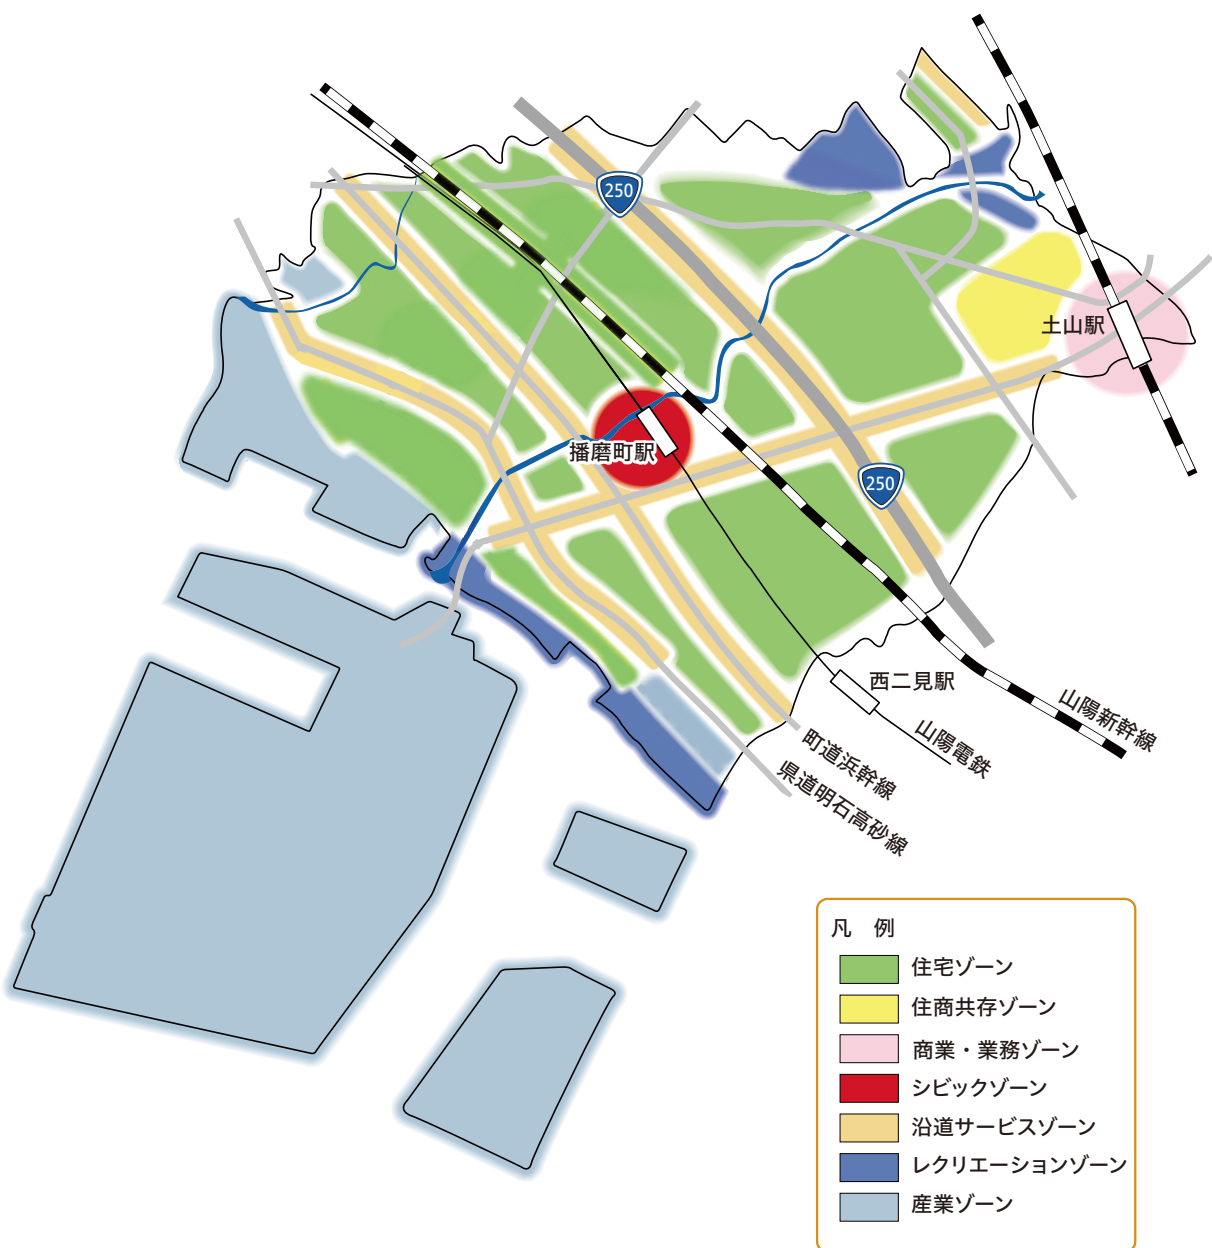 250
土山駅
播磨町駅
250
西二見駅
山陽新幹線
山陽電鉄
町道浜幹線
県道明石高砂線
凡 例
住宅ゾーン
住商共存ゾーン
商業・業務ゾーン
シビックゾーン
沿道サービスゾーン
レクリエーションゾーン
産業ゾーン